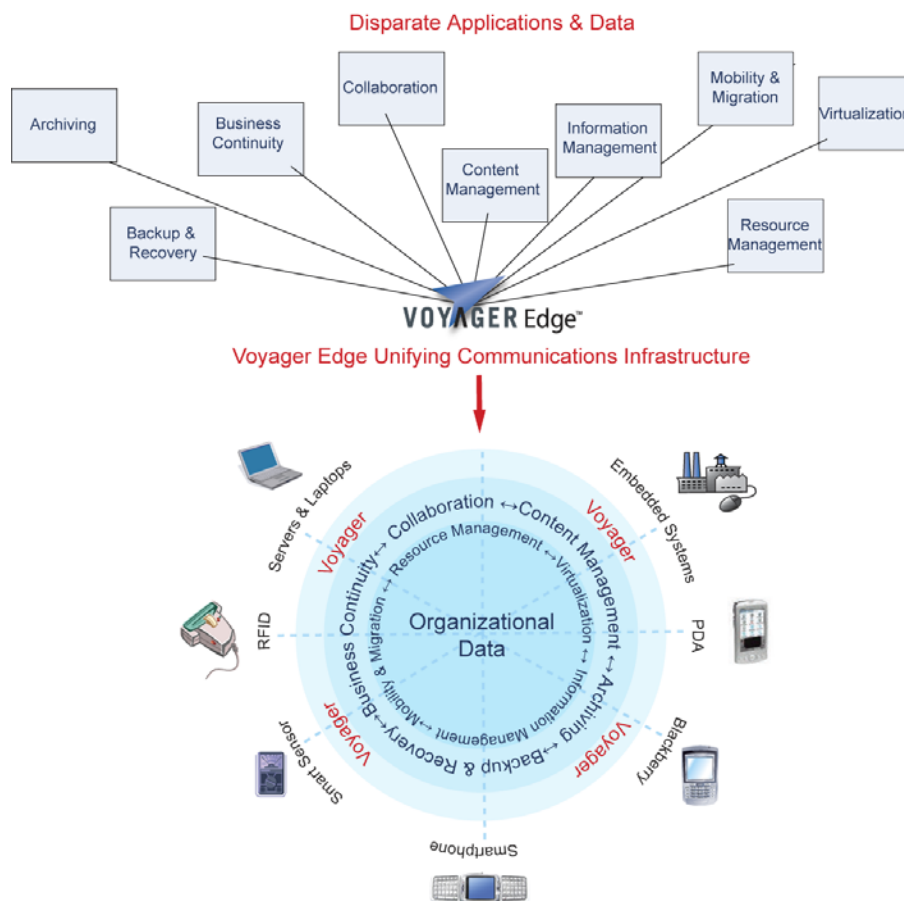 Disparate Applications & Data
Archiving
Business
Continuity
Collaboration
Content
Management
Information
Management
Mobility &
Migration
Virtualization
Backup &
Recovery
Resource
Management
VOYAGER Edge™
Voyager Edge Unifying Communications Infrastructure
Servers & Laptops
Embedded Systems
RFID
PDA
Smart Sensor
Blackberry
Smartphone
Voyager
Voyager
Voyager
Voyager
Business Continuity ↔ Collaboration ↔ Content Management ↔ Archiving ↔ Backup & Recovery ↔
Mobility & Migration ↔ Resource Management ↔ Virtualization ↔ Information Management ↔
Organizational
Data